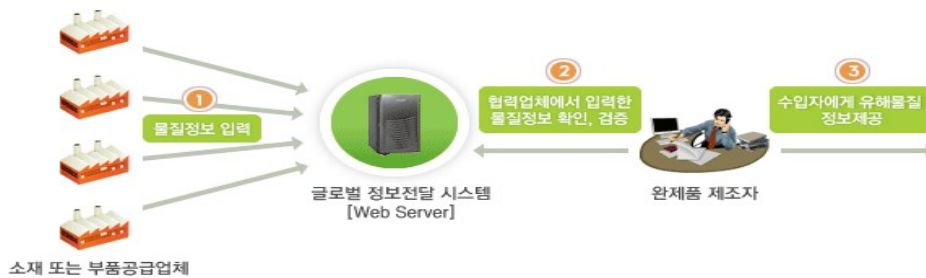 1
물질정보 입력
소재 또는 부품공급업체
글로벌 정보전달 시스템
[Web Server]
2
협력업체에서 입력한
물질정보 확인, 검증
완제품 제조자
3
수입자에게 유해물질
정보제공